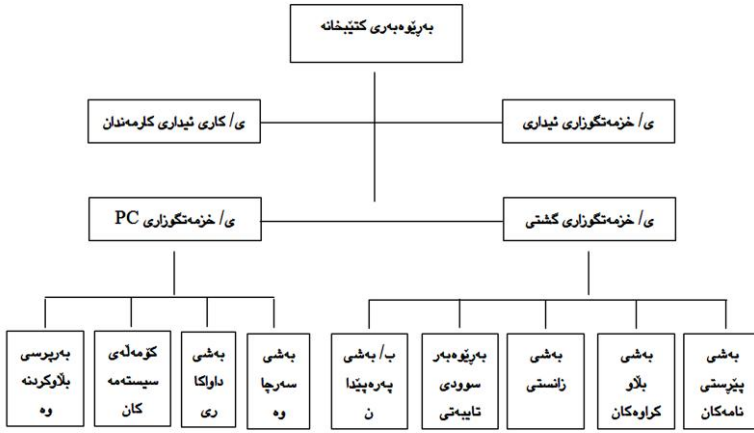 بەڕێوەبەری کتێبخانە
ی/ خزمەتگوزاری ئیداری
ی/ کاری ئیداری کارمەندان
ی/ خزمەتگوزاری گشتی
ی/ خزمەتگوزاری PC
بەشی
پێڕستی
نامەکان
بەشی
بڵاو
کراوەکان
بەشی
زانستی
بەڕێوەبەر
سوودی
تایبەتی
ب/ بەشی
پەرەپێدا
ن
بەشی
سەرچا
وە
بەشی
داواکا
ری
کۆمەڵەی
سیستەمە
کان
بەرپرسی
بڵاوکردنە
وە